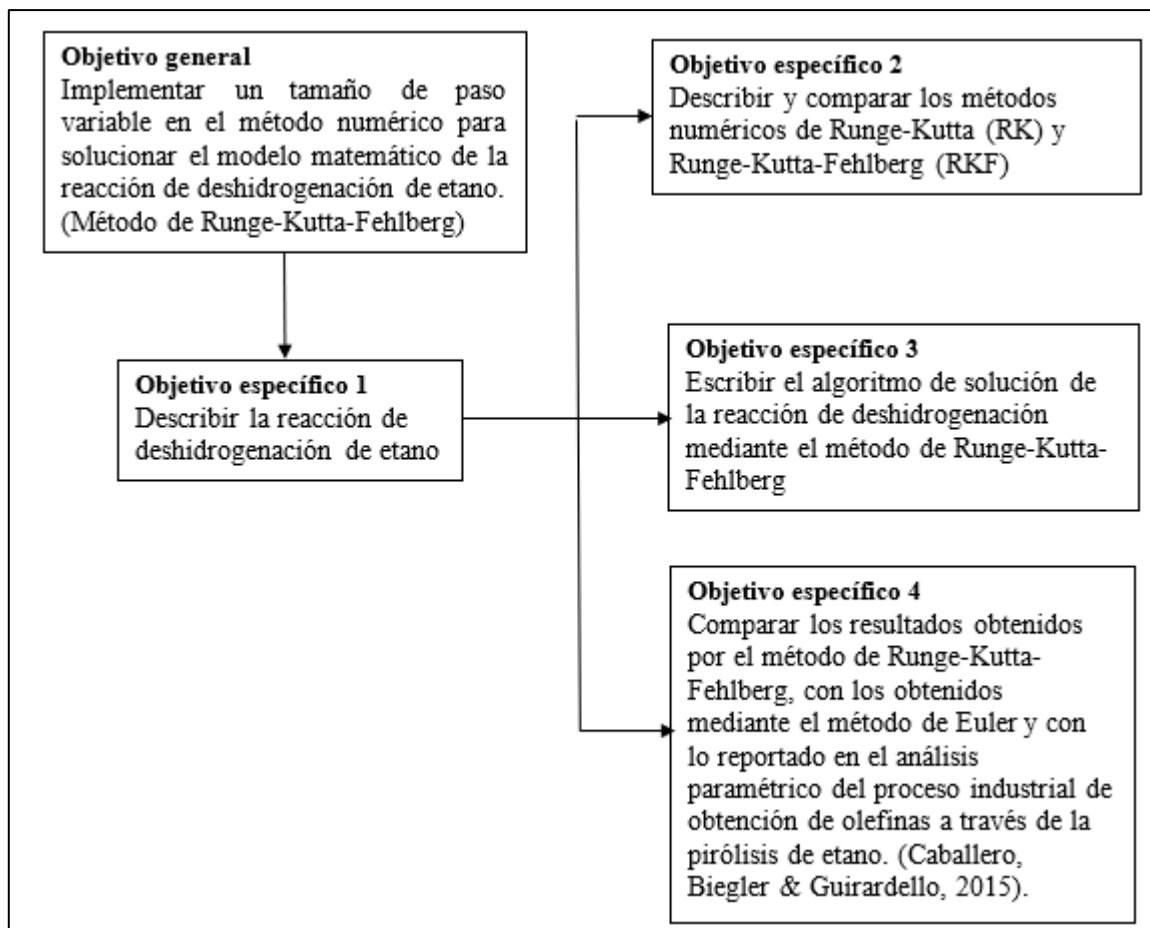 Objetivo general
Implementar un tamaño de paso
variable en el método numérico para
solucionar el modelo matemático de la
reacción de deshidrogenación de etano.
(Método de Runge-Kutta-Fehlberg)
Objetivo específico 1
Describir la reacción de
deshidrogenación de etano
Objetivo específico 2
Describir y comparar los métodos
numéricos de Runge-Kutta (RK) y
Runge-Kutta-Fehlberg (RKF)
Objetivo específico 3
Escribir el algoritmo de solución de
la reacción de deshidrogenación
mediante el método de Runge-Kutta-
Fehlberg
Objetivo específico 4
Comparar los resultados obtenidos
por el método de Runge-Kutta-
Fehlberg, con los obtenidos
mediante el método de Euler y con
lo reportado en el análisis
paramétrico del proceso industrial de
obtención de olefinas a través de la
pirólisis de etano. (Caballero,
Biegler & Guirardello, 2015).